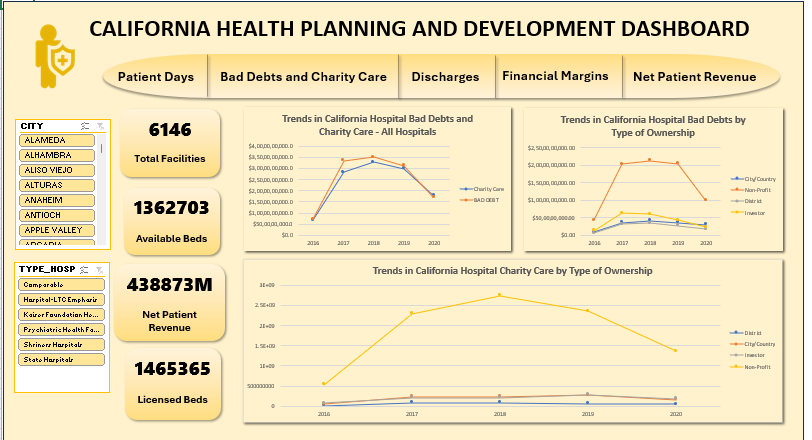 CALIFORNIA HEALTH PLANNING AND DEVELOPMENT DASHBOARD
Patient Days
Bad Debts and Charity Care
Discharges
Financial Margins
Net Patient Revenue
CITY
ALAMEDA
ALHAMBRA
ALISO VIEJO
ALTURAS
ANAHEIM
ANTIOCH
APPLE VALLEY
ARCADIA
TYPE_HOSP
Comparable
Hospital-LTC Emphasis
Kaiser Foundation Ho...
Psychiatric Health Fa...
Shriners Hospitals
State Hospitals
6146
Total Facilities
1362703
Available Beds
438873M
Net Patient
Revenue
1465365
Licensed Beds
Trends in California Hospital Bad Debts and
Charity Care - All Hospitals
$4,00,00,00,000.0
$3,50,00,00,000.0
$3,00,00,00,000.0
$2,50,00,00,000.0
$2,00,00,00,000.0
$1,50,00,00,000.0
$1,00,00,00,000.0
$50,00,00,000.0
$0.0
2016 2017 2018 2019 2020
Charity Care
BAD DEBT
Trends in California Hospital Bad Debts by
Type of Ownership
$2,50,00,00,000.00
$2,00,00,00,000.00
$1,50,00,00,000.00
$1,00,00,00,000.00
$50,00,00,000.00
$0.00
2016 2017 2018 2019 2020
City/Country
Non-Profit
District
Investor
Trends in California Hospital Charity Care by Type of Ownership
3E+09
2.5E+09
2E+09
1.5E+09
1E+09
500000000
0
2016 2017 2018 2019 2020
District
City/Country
Investor
Non-Profit